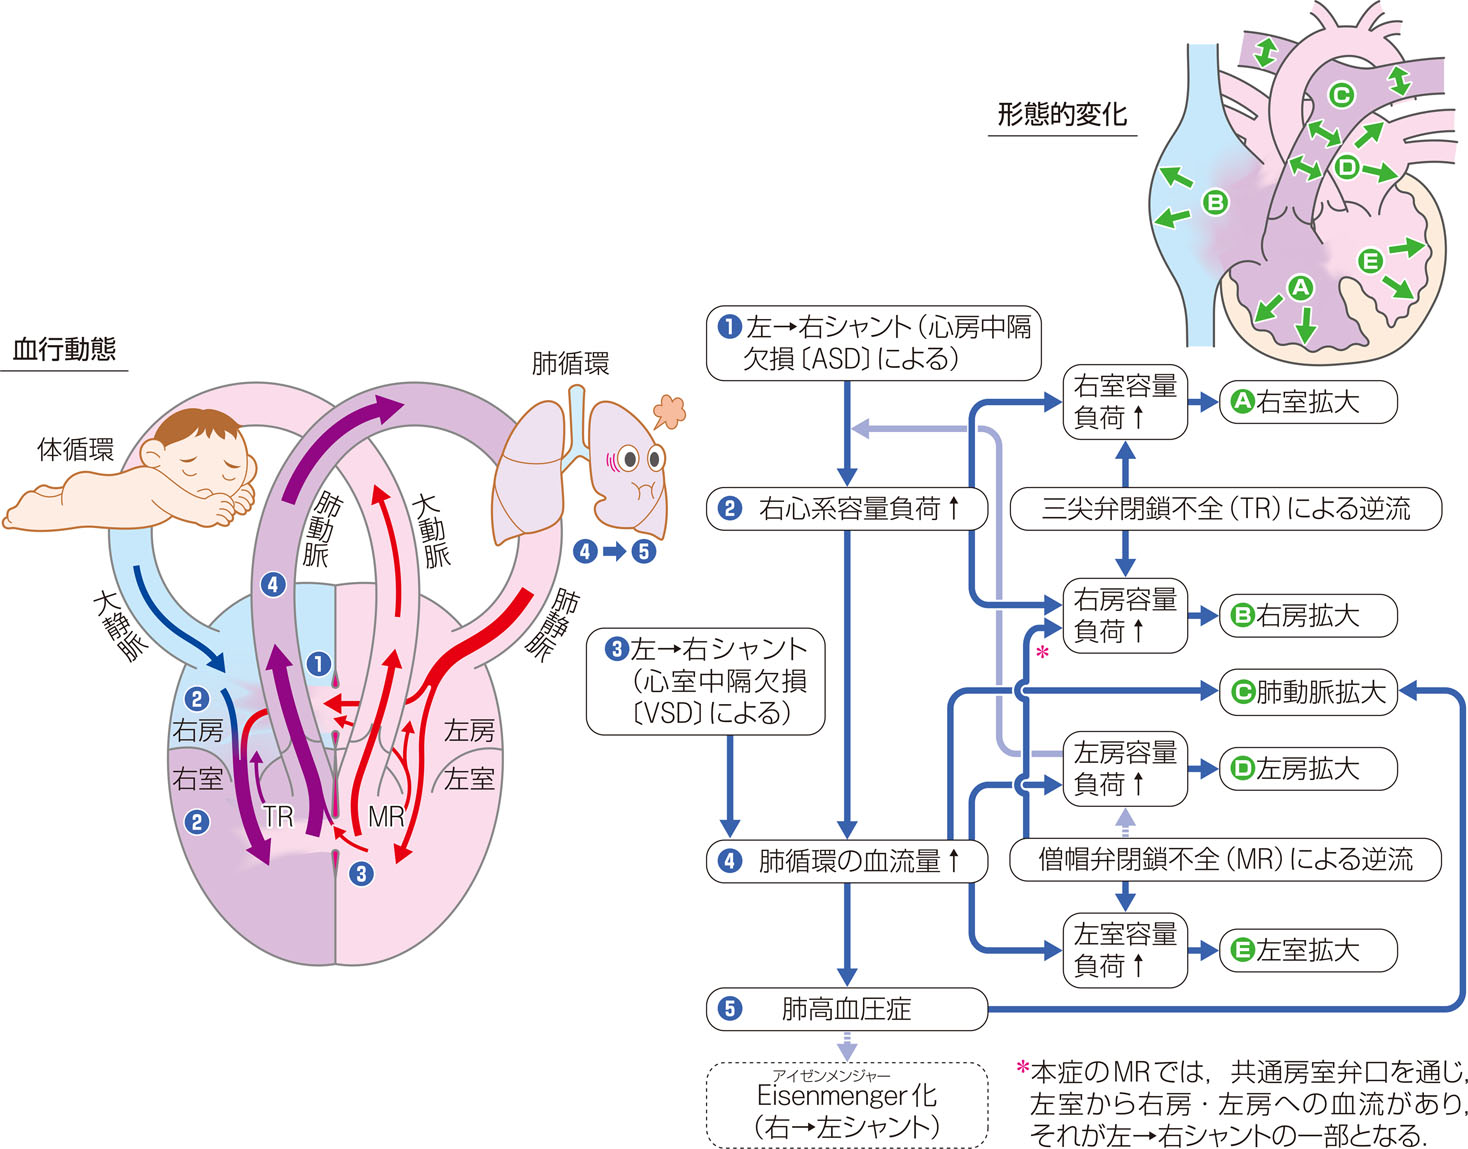 形態的変化
C
D
B
E
A
血行動態
体循環
肺循環
肺動脈
大動脈
大静脈
肺静脈
4→5
4
1
2
右房
左房
右室
左室
2
TR
MR
3
1 左→右シャント(心房中隔
欠損〔ASD〕による)
2 右心系容量負荷↑
3 左→右シャント
(心室中隔欠損
〔VSD〕による)
4 肺循環の血流量↑
5 肺高血圧症
アイゼンメンジャー
Eisenmenger化
(右→左シャント)
右室容量
負荷↑
A右室拡大
三尖弁閉鎖不全(TR)による逆流
右房容量
負荷↑
*
B右房拡大
C肺動脈拡大
左房容量
負荷↑
D左房拡大
僧帽弁閉鎖不全(MR)による逆流
左室容量
負荷↑
E左室拡大
*本症のMRでは,共通房室弁口を通じ,
左室から右房・左房への血流があり,
それが左→右シャントの一部となる.